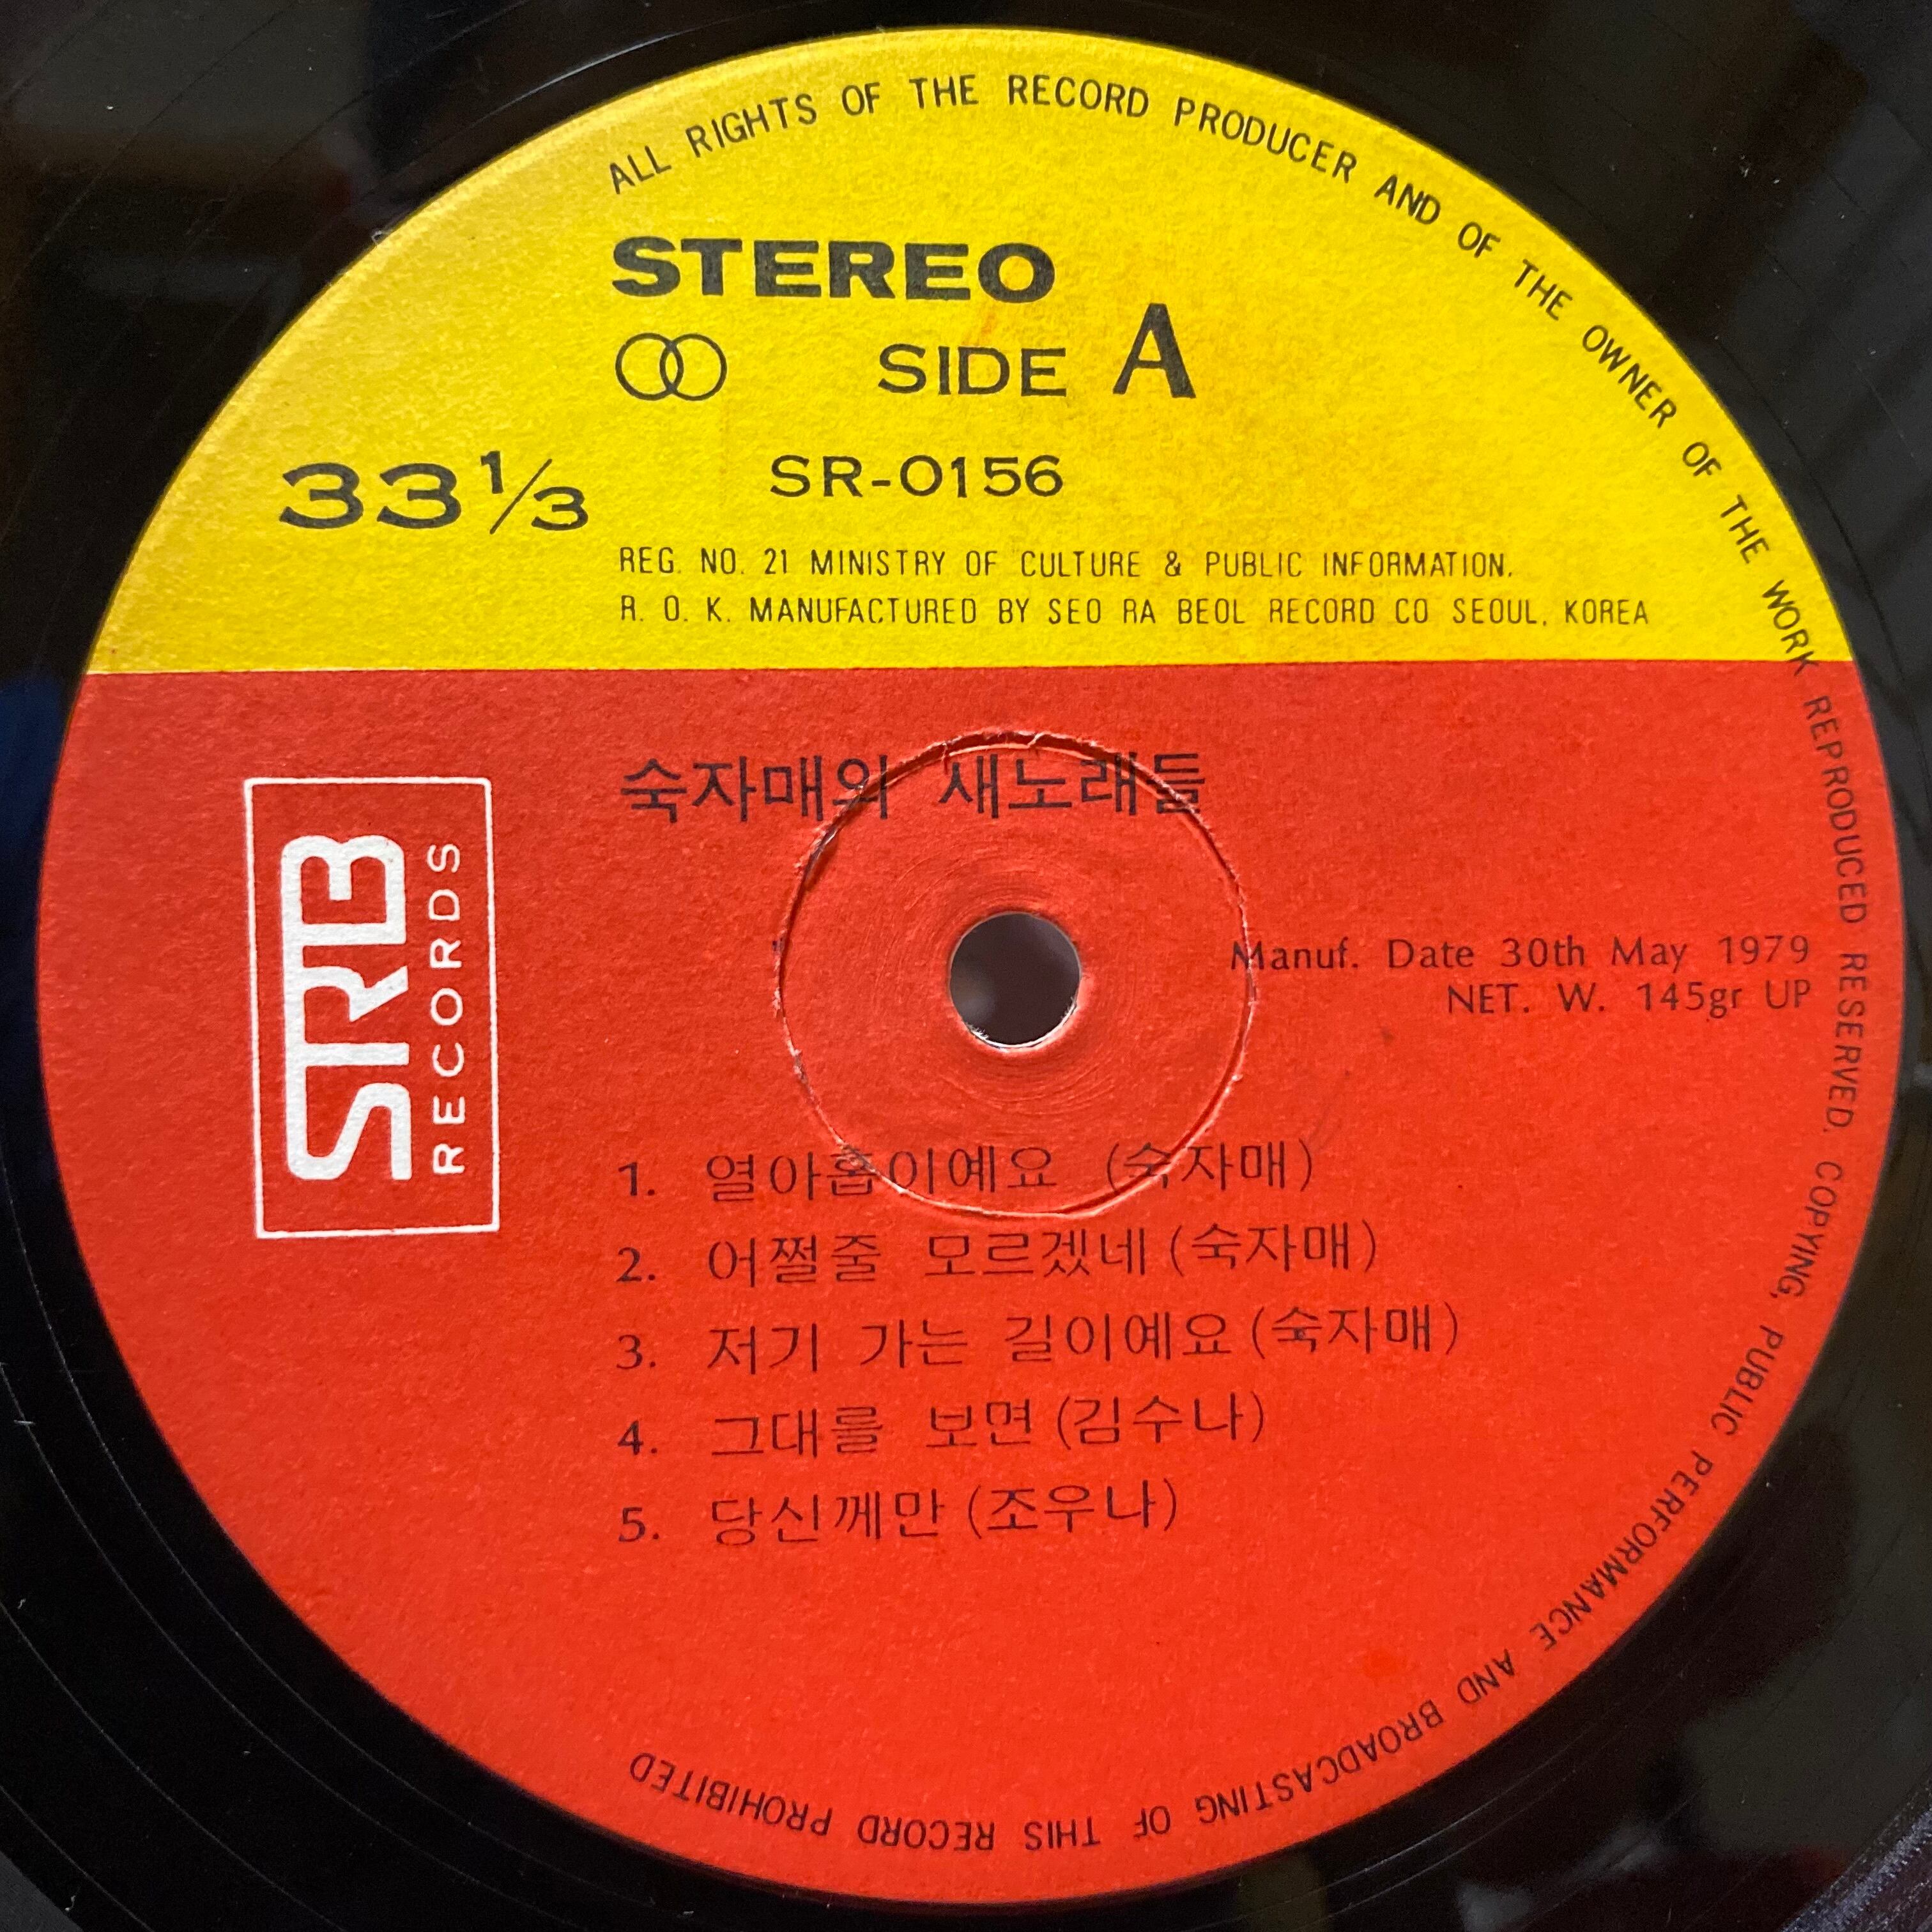 ALL RIGHTS OF THE RECORD PRODUCER AND OF THE OWNER OF THE WORK REPRODUCED RESERVED. COPYING, PUBLIC PERFORMANCE AND BROADCASTING OF THIS RECORD PROHIBITED
STEREO
SIDE A
33 1/3
SR-0156
REG. NO. 21 MINISTRY OF CULTURE & PUBLIC INFORMATION.
R. O. K. MANUFACTURED BY SEO RA BEOL RECORD CO SEOUL, KOREA
숙자매의 새노래들
STRB
RECORDS
Manuf. Date 30th May 1979
NET. W. 145gr UP
1. 열아홉이예요 (숙자매)
2. 어쩔줄 모르겠네 (숙자매)
3. 저기 가는 길이예요 (숙자매)
4. 그대를 보면 (김수나)
5. 당신께만 (조우나)